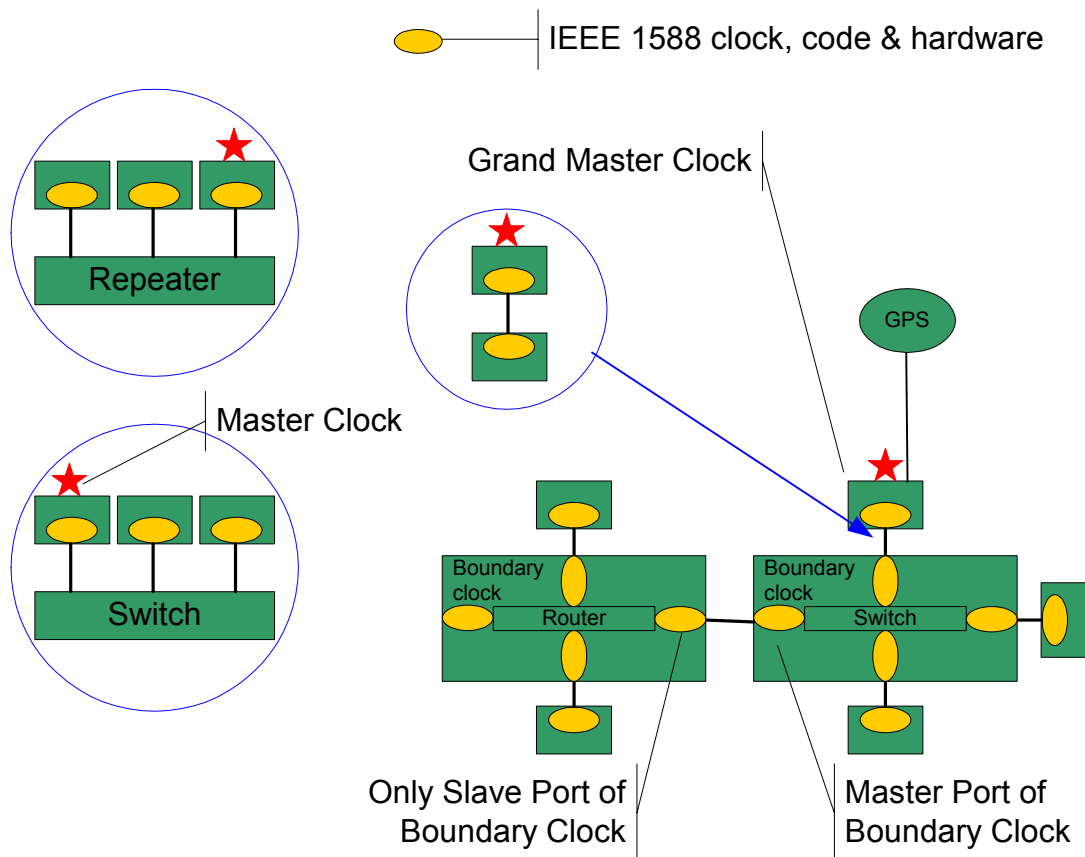 IEEE 1588 clock, code & hardware
Grand Master Clock
Repeater
GPS
Master Clock
Switch
Boundary
clock
Router
Boundary
clock
Switch
Only Slave Port of
Boundary Clock
Master Port of
Boundary Clock